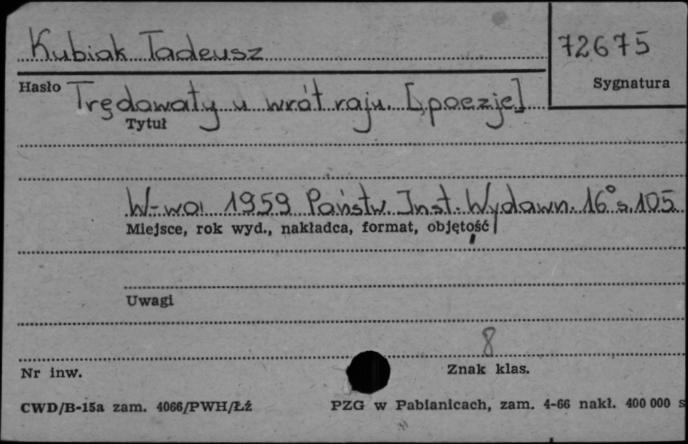 Kubiak Tadeusz
72675
Hasło
Sygnatura
Trędowaty u wrót raju. [poezje]
Tytuł
W-wa 1959 Państw. Inst. Wydawn. 16° s. 105
Miejsce, rok wyd., nakładca, format, objętość
Uwagi
8
Nr inw.
Znak klas.
CWD/B-15a zam. 4066/PWH/Łź
PZG w Pabianicach, zam. 4-66 nakł. 400 000 s